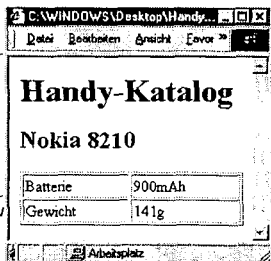 C:\WINDOWS\Desktop\Handy...
Datei Bearbeiten Ansicht Favor »
Handy-Katalog
Nokia 8210
Batterie 900mAh
Gewicht 141g
Arbeitsplatz